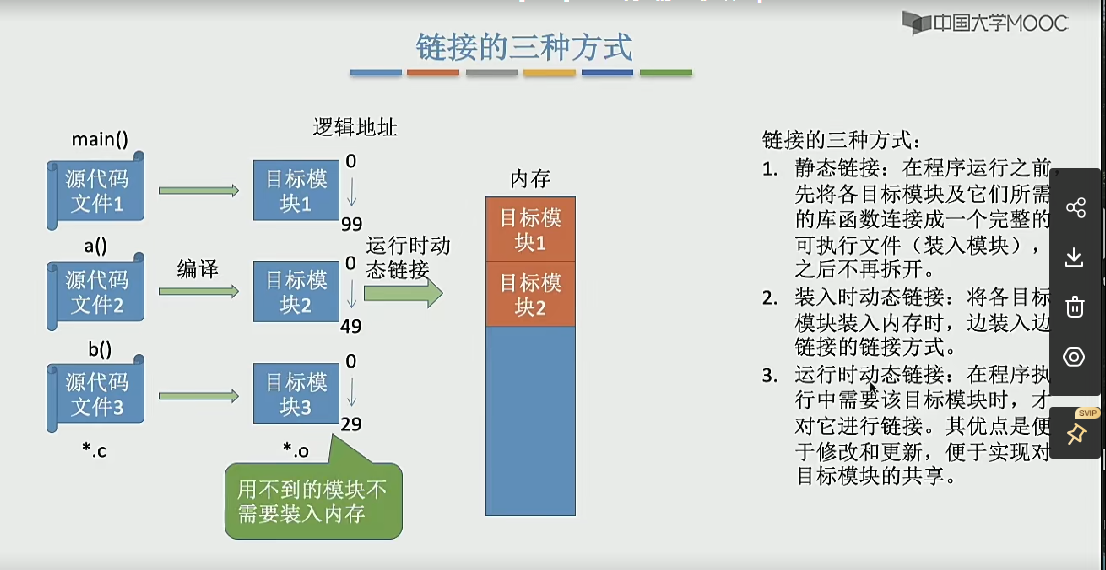 中国大学MOOC
链接的三种方式
逻辑地址
main()
源代码
文件1
目标模
块1
0
99
a()
源代码
文件2
编译
目标模
块2
0
49
运行时动
态链接
b()
源代码
文件3
目标模
块3
0
29
*.c
*.o
用不到的模块不
需要装入内存
内存
目标模
块1
目标模
块2
链接的三种方式：
1. 静态链接：在程序运行之前，
先将各目标模块及它们所需
的库函数连接成一个完整的
可执行文件（装入模块），
之后不再拆开。
2. 装入时动态链接：将各目标
模块装入内存时，边装入边
链接的链接方式。
3. 运行时动态链接：在程序执
行中需要该目标模块时，才
对它进行链接。其优点是便
于修改和更新，便于实现对
目标模块的共享。
SVIP